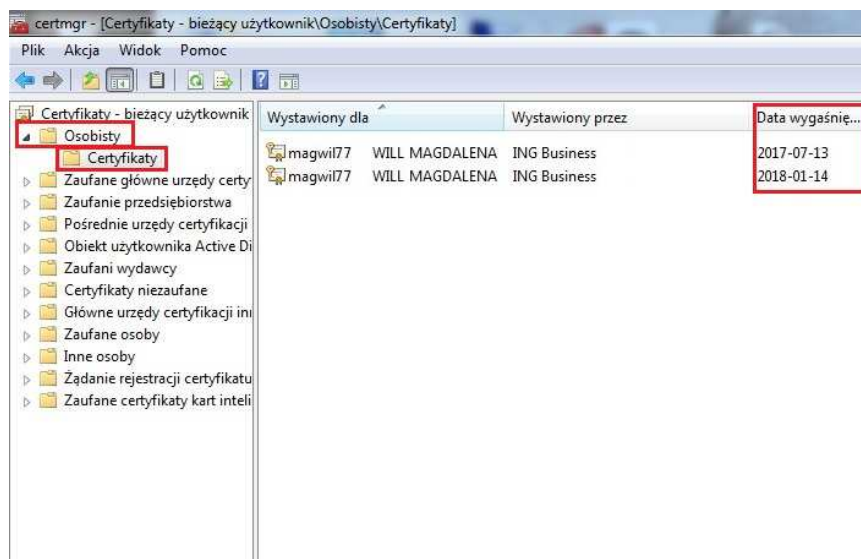 certmgr - [Certyfikaty - bieżący użytkownik\Osobisty\Certyfikaty]
Plik Akcja Widok Pomoc
Certyfikaty - bieżący użytkownik
Osobisty
Certyfikaty
Zaufane główne urzędy certy
Zaufanie przedsiębiorstwa
Pośrednie urzędy certyfikacji
Obiekt użytkownika Active Di
Zaufani wydawcy
Certyfikaty niezaufane
Główne urzędy certyfikacji inn
Zaufane osoby
Inne osoby
Żądanie rejestracji certyfikatu
Zaufane certyfikaty kart inteli
Wystawiony dla Wystawiony przez Data wygaśnię...
magwil77 WILL MAGDALENA ING Business 2017-07-13
magwil77 WILL MAGDALENA ING Business 2018-01-14